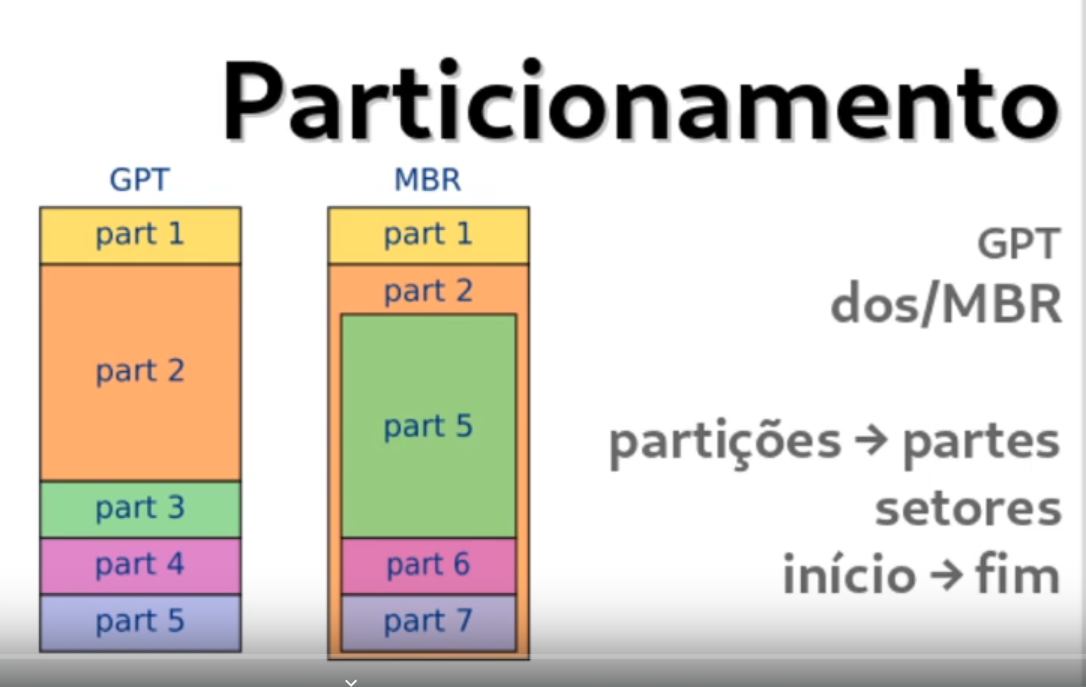 Particionamento
GPT
part 1
part 2
part 3
part 4
part 5
MBR
part 1
part 2
part 5
part 6
part 7
GPT
dos/MBR
partições → partes
setores
início → fim